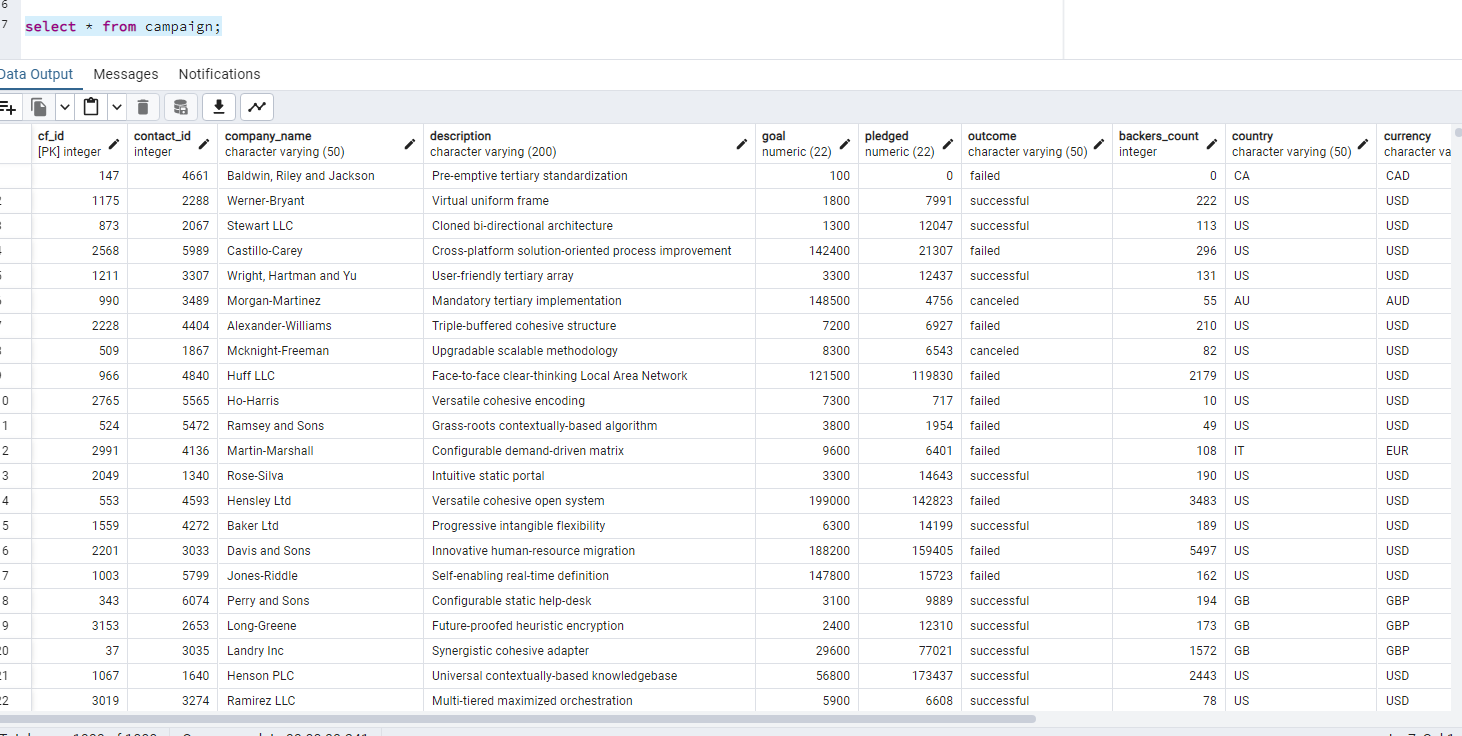 6
7 select * from campaign;
Data Output Messages Notifications
cf_id contact_id company_name description goal pledged outcome backers_count country currency
[PK] integer integer character varying (50) character varying (200) numeric (22) numeric (22) character varying (50) integer character varying (50) character va
147 4661 Baldwin, Riley and Jackson Pre-emptive tertiary standardization 100 0 failed 0 CA CAD
2 1175 2288 Werner-Bryant Virtual uniform frame 1800 7991 successful 222 US USD
3 873 2067 Stewart LLC Cloned bi-directional architecture 1300 12047 successful 113 US USD
4 2568 5989 Castillo-Carey Cross-platform solution-oriented process improvement 142400 21307 failed 296 US USD
5 1211 3307 Wright, Hartman and Yu User-friendly tertiary array 3300 12437 successful 131 US USD
6 990 3489 Morgan-Martinez Mandatory tertiary implementation 148500 4756 canceled 55 AU AUD
7 2228 4404 Alexander-Williams Triple-buffered cohesive structure 7200 6927 failed 210 US USD
8 509 1867 Mcknight-Freeman Upgradable scalable methodology 8300 6543 canceled 82 US USD
9 966 4840 Huff LLC Face-to-face clear-thinking Local Area Network 121500 119830 failed 2179 US USD
0 2765 5565 Ho-Harris Versatile cohesive encoding 7300 717 failed 10 US USD
1 524 5472 Ramsey and Sons Grass-roots contextually-based algorithm 3800 1954 failed 49 US USD
2 2991 4136 Martin-Marshall Configurable demand-driven matrix 9600 6401 failed 108 IT EUR
3 2049 1340 Rose-Silva Intuitive static portal 3300 14643 successful 190 US USD
4 553 4593 Hensley Ltd Versatile cohesive open system 199000 142823 failed 3483 US USD
5 1559 4272 Baker Ltd Progressive intangible flexibility 6300 14199 successful 189 US USD
6 2201 3033 Davis and Sons Innovative human-resource migration 188200 159405 failed 5497 US USD
7 1003 5799 Jones-Riddle Self-enabling real-time definition 147800 15723 failed 162 US USD
8 343 6074 Perry and Sons Configurable static help-desk 3100 9889 successful 194 GB GBP
9 3153 2653 Long-Greene Future-proofed heuristic encryption 2400 12310 successful 173 GB GBP
20 37 3035 Landry Inc Synergistic cohesive adapter 29600 77021 successful 1572 GB GBP
21 1067 1640 Henson PLC Universal contextually-based knowledgebase 56800 173437 successful 2443 US USD
22 3019 3274 Ramirez LLC Multi-tiered maximized orchestration 5900 6608 successful 78 US USD